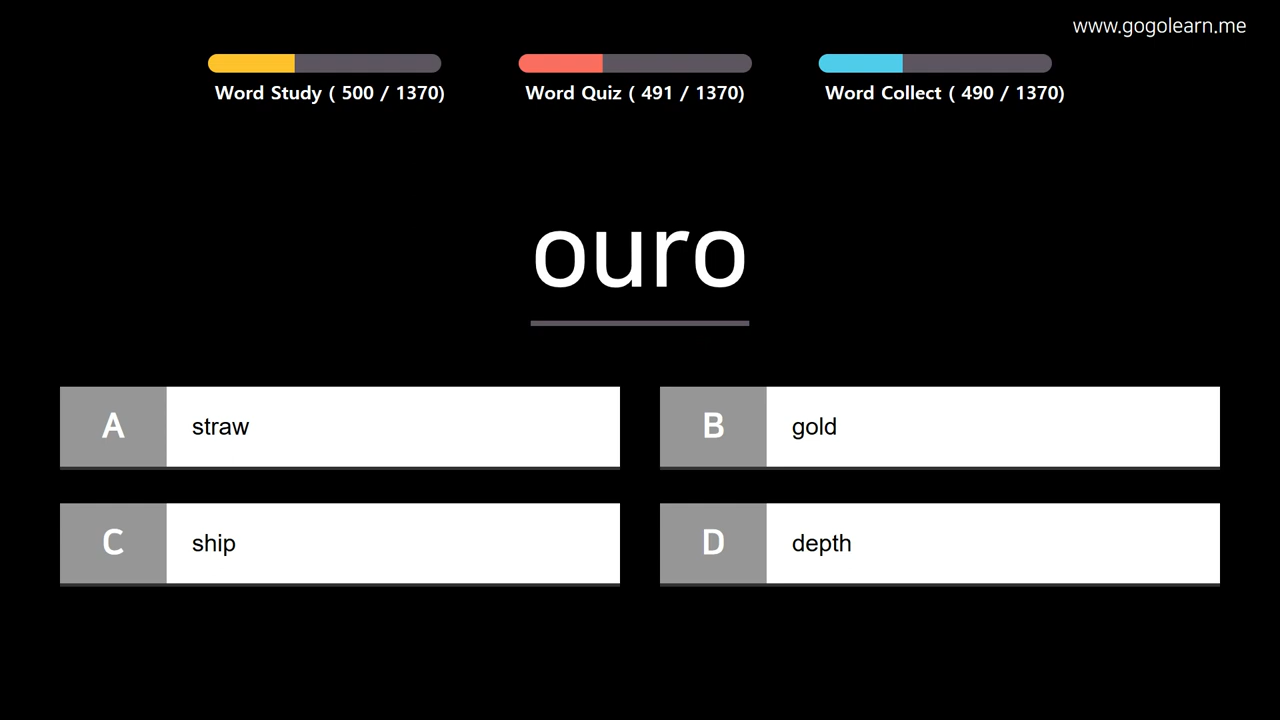 www.gogolearn.me
Word Study ( 500 / 1370)
Word Quiz ( 491 / 1370)
Word Collect ( 490 / 1370)
ouro
A straw
B gold
C ship
D depth